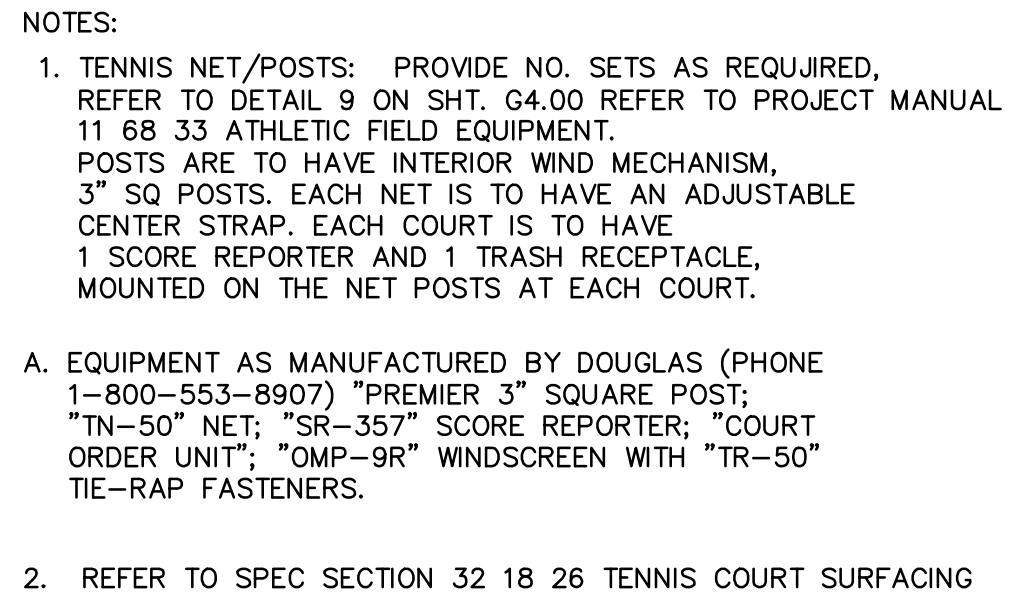 NOTES:
1. TENNIS NET/POSTS: PROVIDE NO. SETS AS REQUJIRED,
REFER TO DETAIL 9 ON SHT. G4.00 REFER TO PROJECT MANUAL
11 68 33 ATHLETIC FIELD EQUIPMENT.
POSTS ARE TO HAVE INTERIOR WIND MECHANISM,
3" SQ POSTS. EACH NET IS TO HAVE AN ADJUSTABLE
CENTER STRAP. EACH COURT IS TO HAVE
1 SCORE REPORTER AND 1 TRASH RECEPTACLE,
MOUNTED ON THE NET POSTS AT EACH COURT.
A. EQUIPMENT AS MANUFACTURED BY DOUGLAS (PHONE
1-800-553-8907) "PREMIER 3" SQUARE POST;
"TN-50" NET; "SR-357" SCORE REPORTER; "COURT
ORDER UNIT"; "OMP-9R" WINDSCREEN WITH "TR-50"
TIE-RAP FASTENERS.
2. REFER TO SPEC SECTION 32 18 26 TENNIS COURT SURFACING